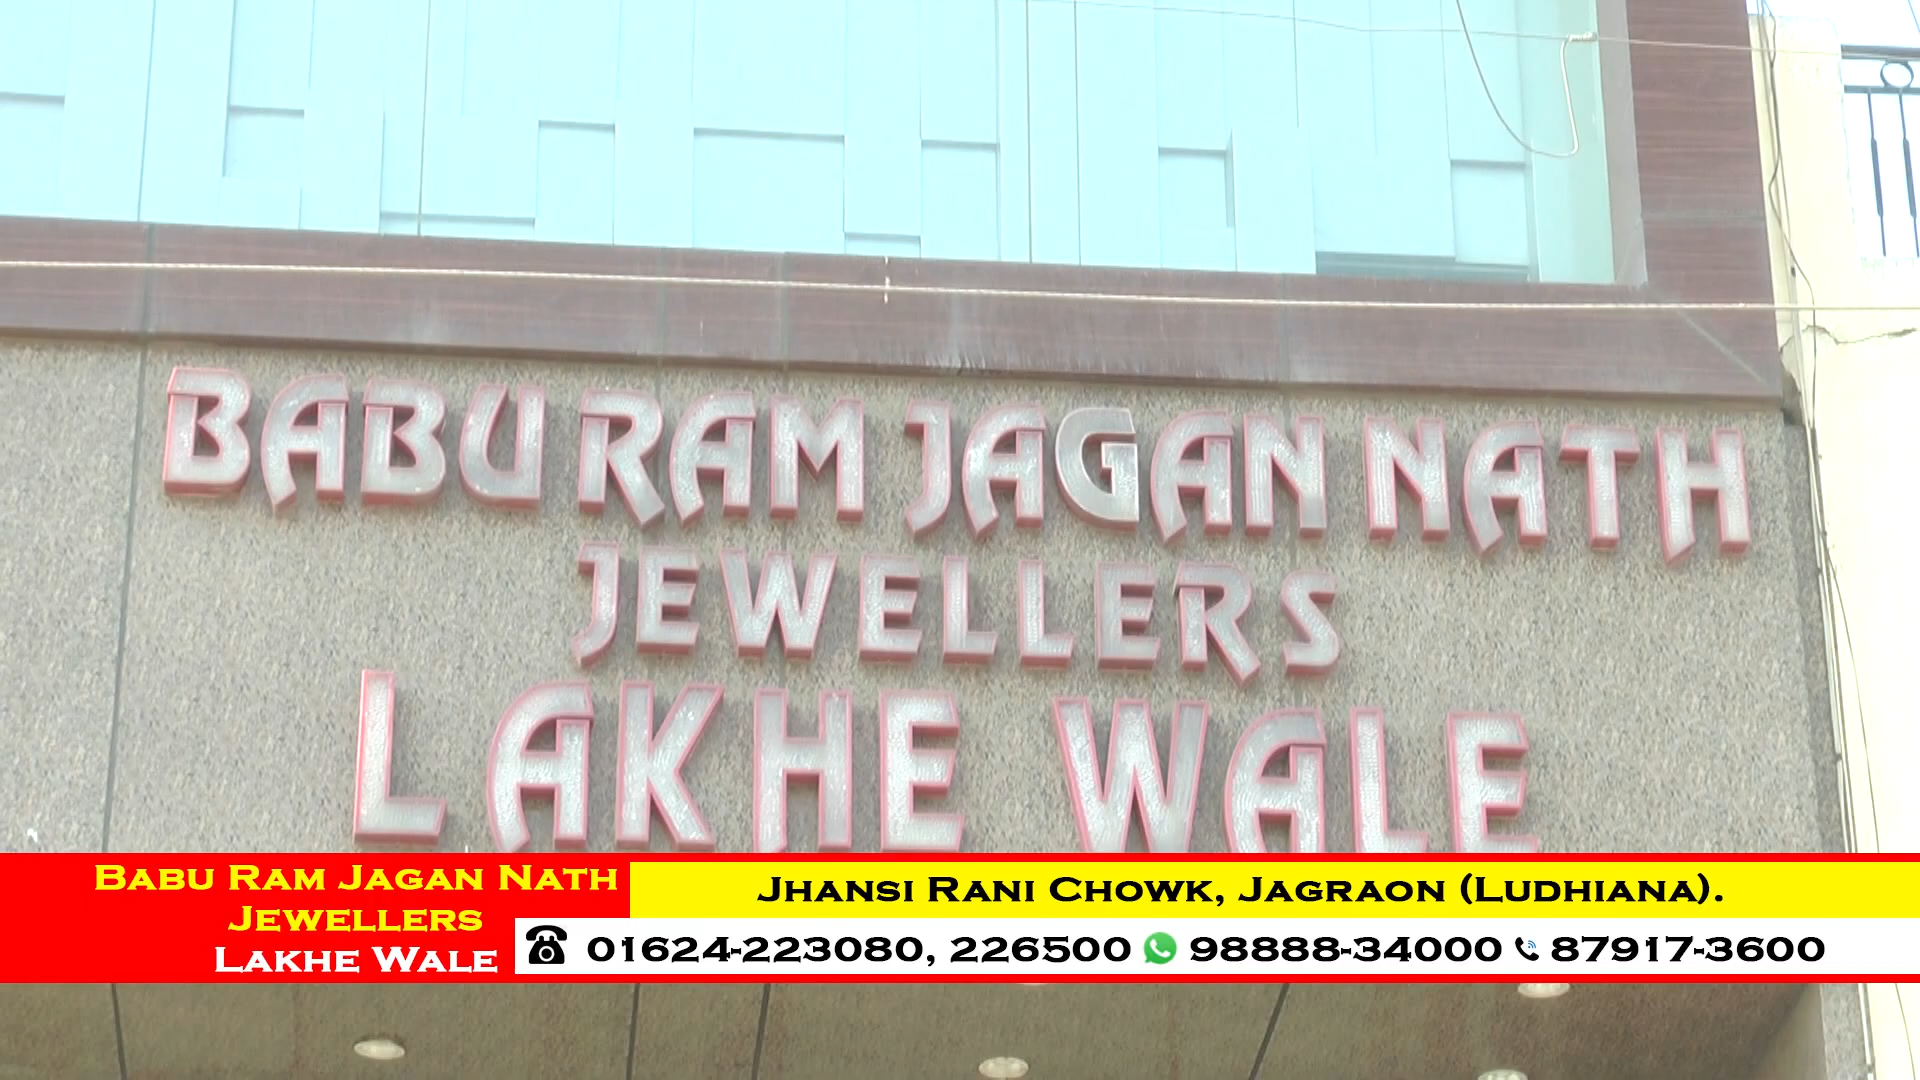 BABU RAM JAGAN NATH
JEWELLERS
LAKHE WALE
Babu Ram Jagan Nath
Jewellers
Lakhe Wale
Jhansi Rani Chowk, Jagraon (Ludhiana).
01624-223080, 226500 98888-34000 87917-3600